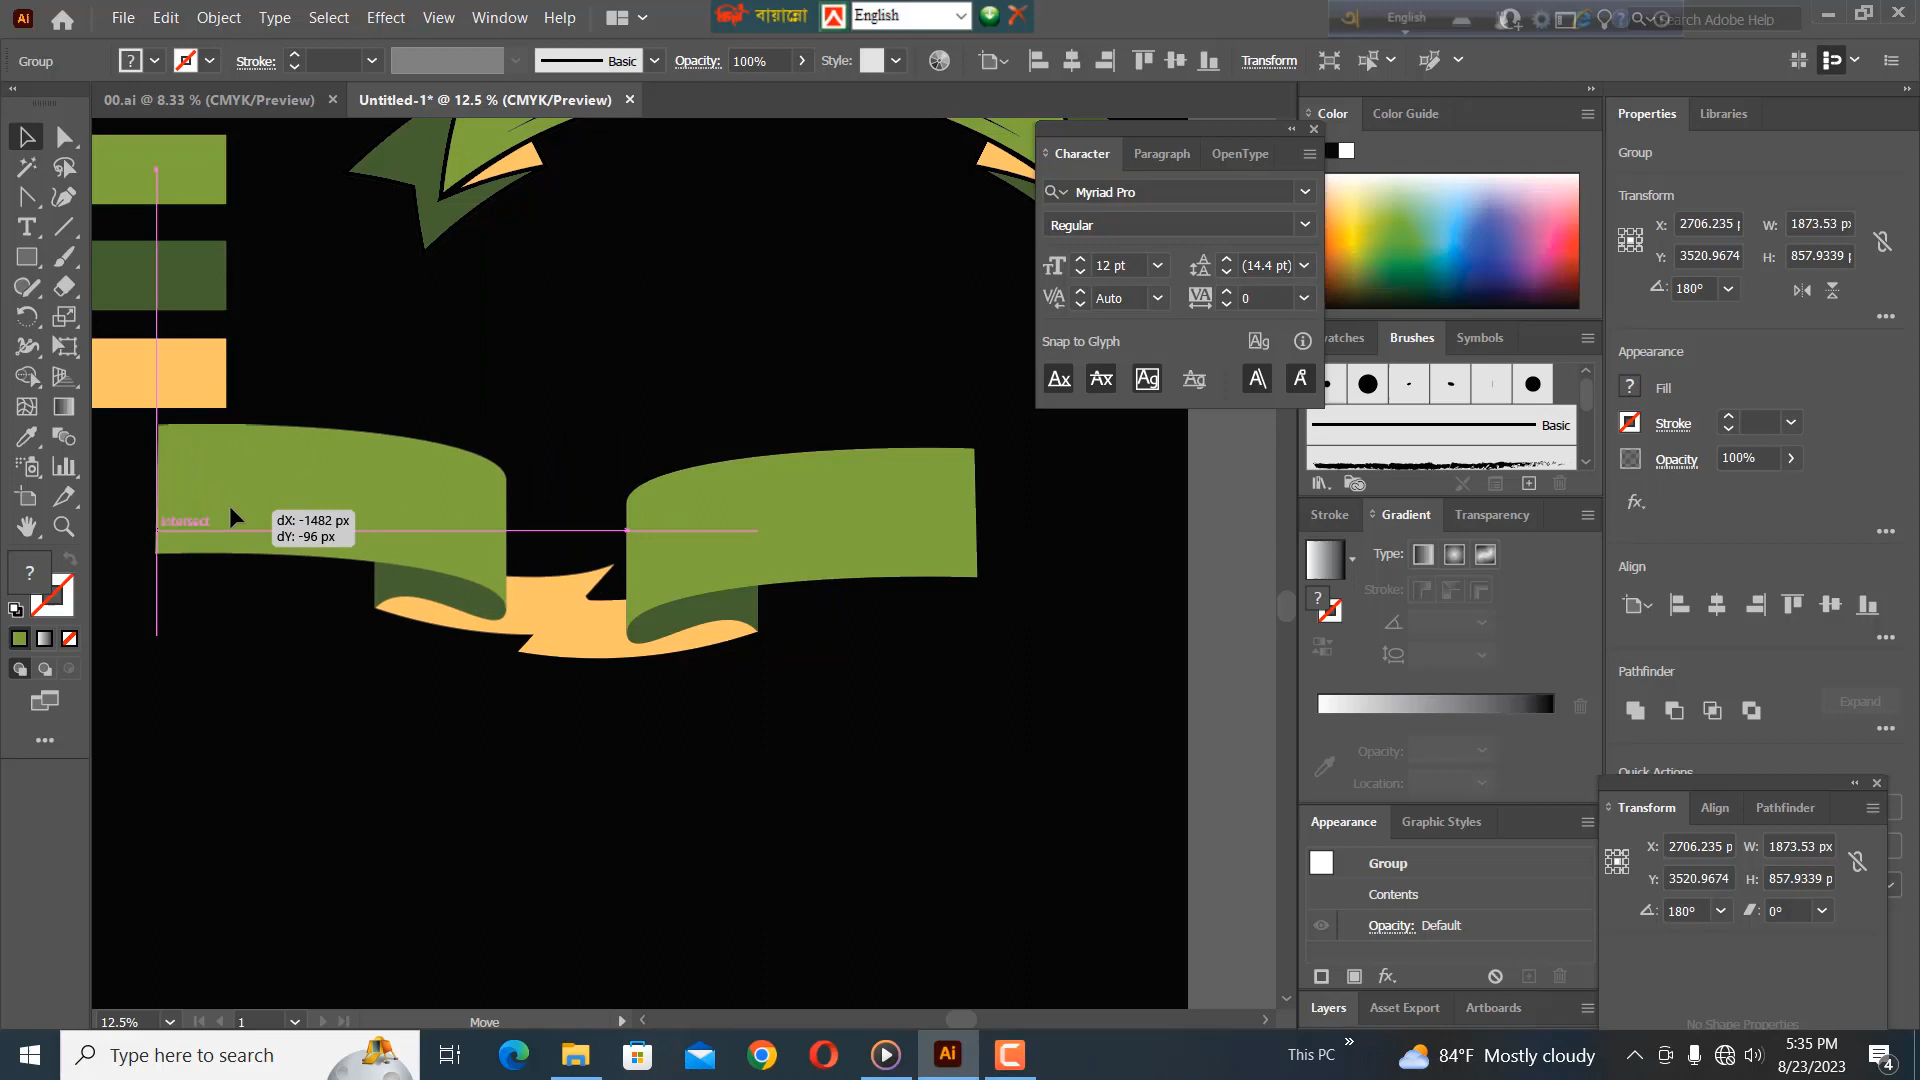 Ai File Edit Object Type Select Effect View Window Help বায়ান্নো English English Search Adobe Help
Group ? Stroke: Basic Opacity: 100% Style: Transform
00.ai @ 8.33 % (CMYK/Preview) × Untitled-1* @ 12.5 % (CMYK/Preview) ×
Color Color Guide
Properties Libraries
Character Paragraph OpenType
Myriad Pro
Regular
12 pt (14.4 pt)
Auto 0
Snap to Glyph
Group
Transform
X: 2706.235 W: 1873.53 px
Y: 3520.9674 H: 857.9339
180°
Brushes Symbols
Basic
Appearance
? Fill
Stroke
Opacity 100%
fx.
Stroke Gradient Transparency
Type:
Stroke:
Opacity:
Location:
Align
Pathfinder
Expand
Quick Actions
intersect
dX: -1482 px
dY: -96 px
?
Appearance Graphic Styles
Group
Contents
Opacity: Default
fx.
Transform Align Pathfinder
X: 2706.235 p W: 1873.53 px
Y: 3520.9674 H: 857.9339 p
180° 0°
No Shape Properties
Layers Asset Export Artboards
12.5% 1 Move
Type here to search This PC » 84°F Mostly cloudy 5:35 PM
8/23/2023 4